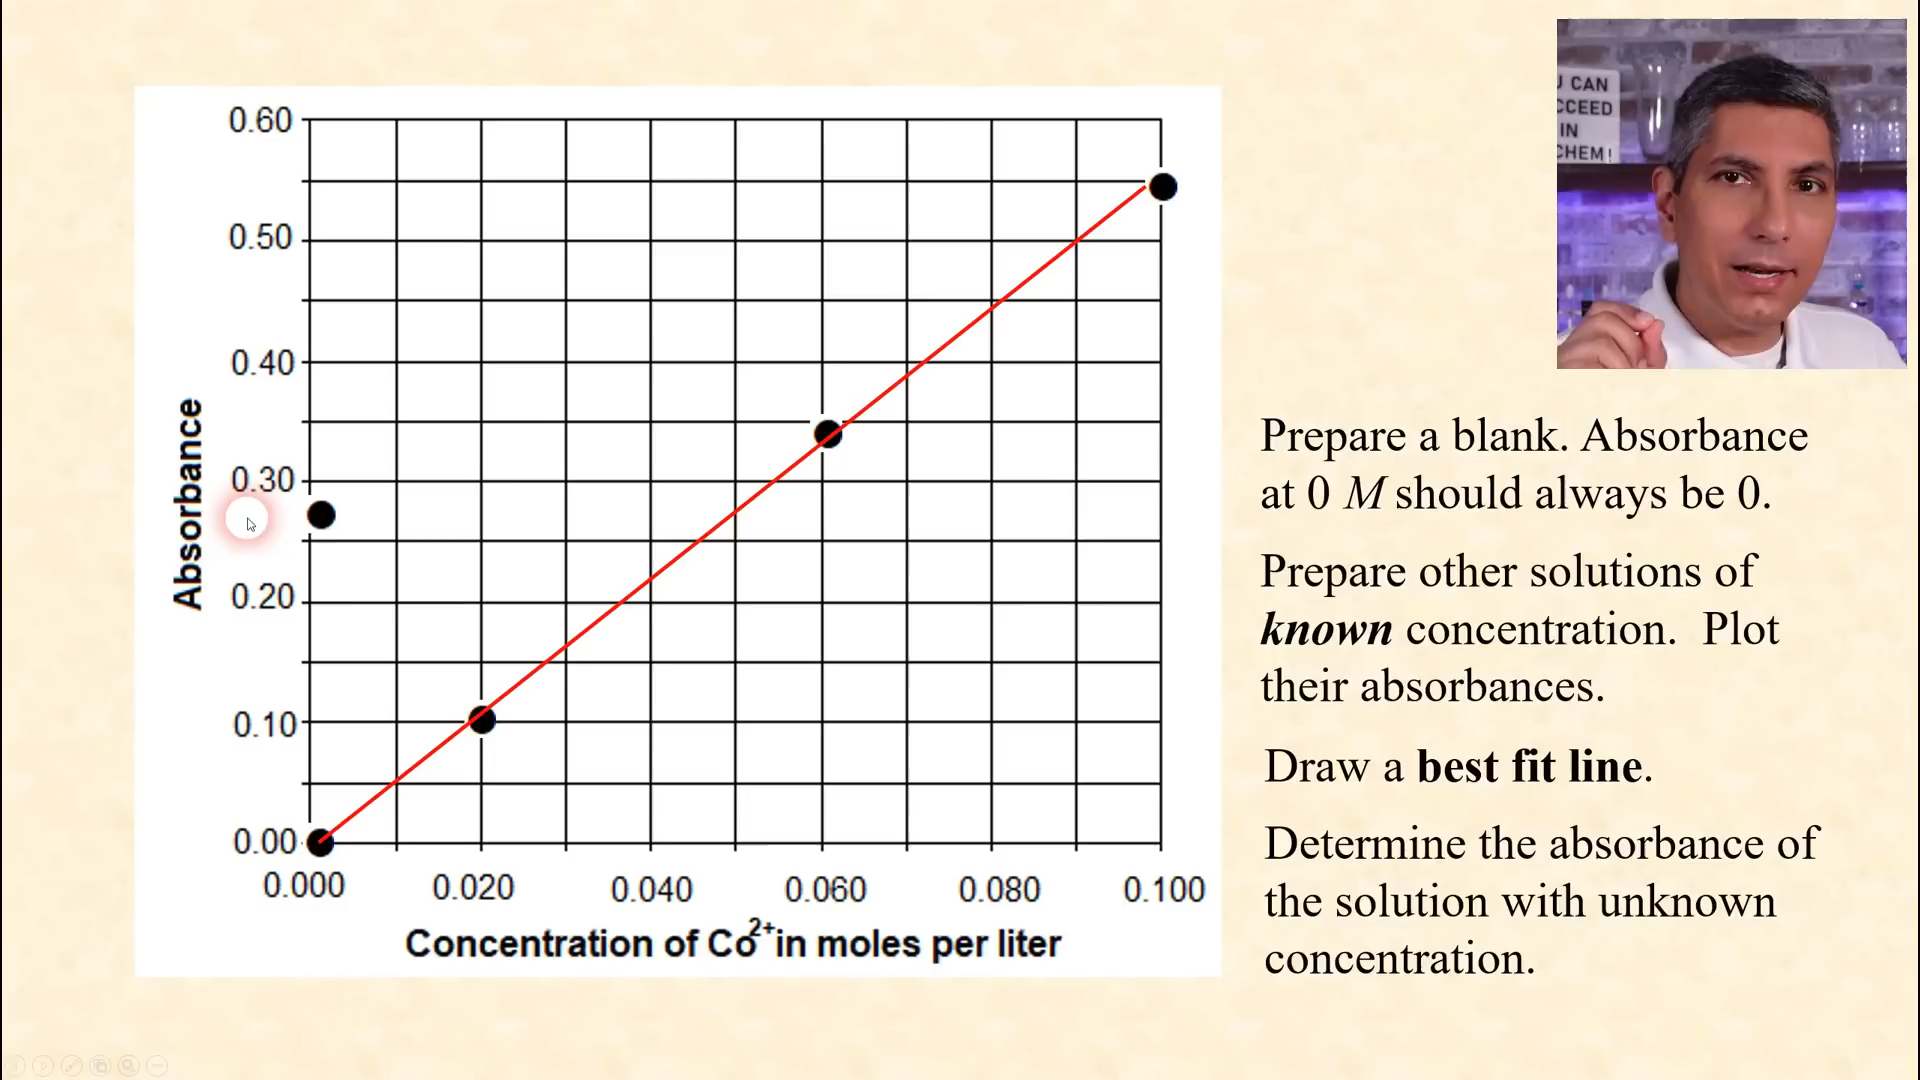 J CAN
CCEED
IN
CHEM!
0.60
0.50
0.40
0.30
0.20
0.10
0.00
Absorbance
0.000 0.020 0.040 0.060 0.080 0.100
Concentration of Co2+ in moles per liter
Prepare a blank. Absorbance
at 0 M should always be 0.
Prepare other solutions of
known concentration. Plot
their absorbances.
Draw a best fit line.
Determine the absorbance of
the solution with unknown
concentration.